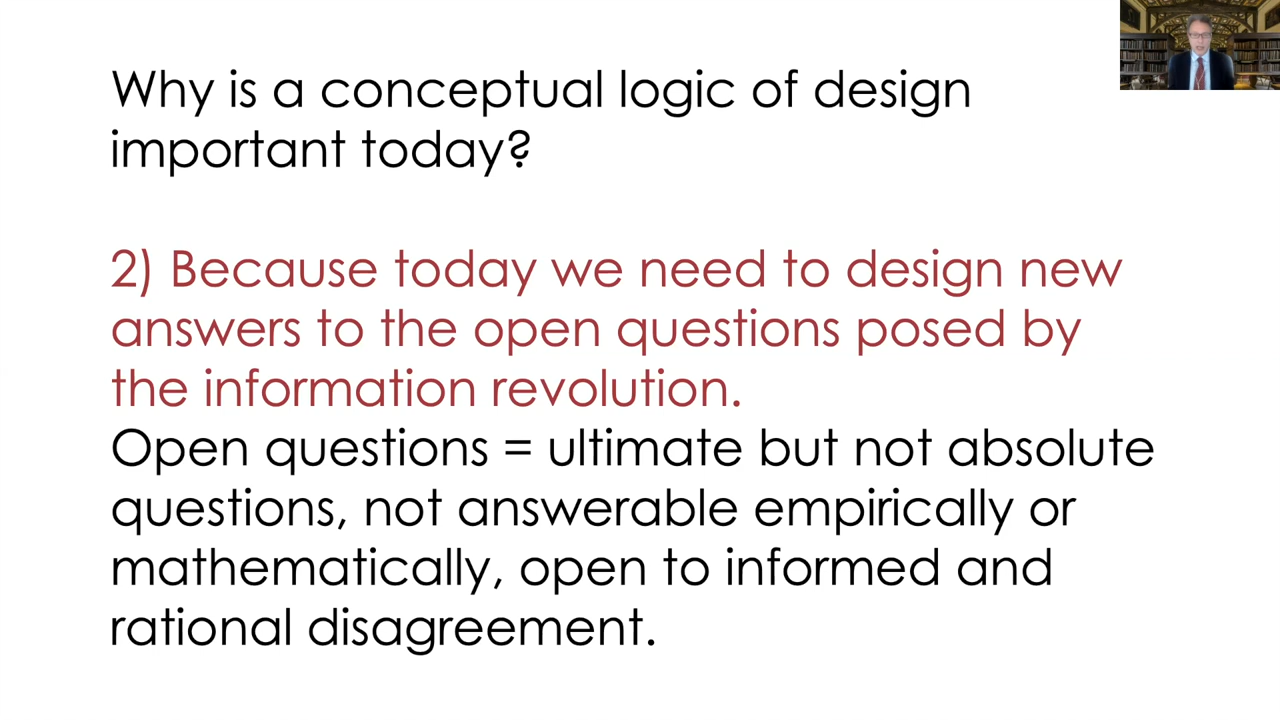 Why is a conceptual logic of design
important today?
2) Because today we need to design new
answers to the open questions posed by
the information revolution.
Open questions = ultimate but not absolute
questions, not answerable empirically or
mathematically, open to informed and
rational disagreement.